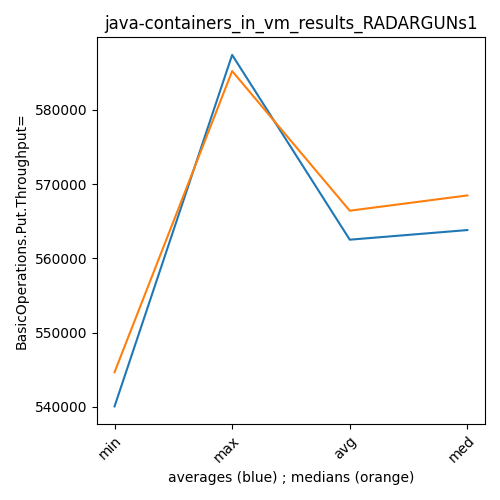 java-containers_in_vm_results_RADARGUNs1
BasicOperations.Put.Throughput=
580000
570000
560000
550000
540000
min
max
avg
med
averages (blue) ; medians (orange)